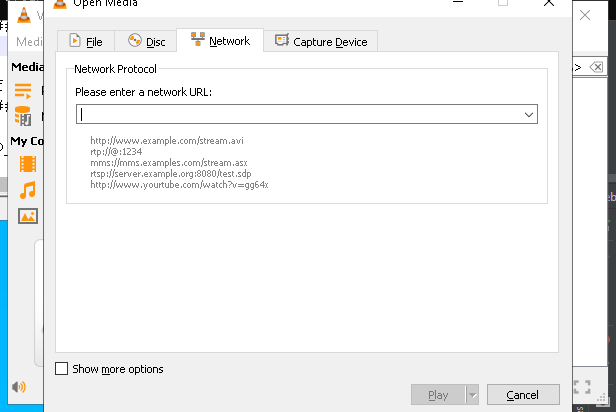 Open Media
File
Disc
Network
Capture Device
Media
Media
My Co
Network Protocol
Please enter a network URL:
http://www.example.com/stream.avi
rtp://@:1234
mms://mms.examples.com/stream.asx
rtsp://server.example.org:8080/test.sdp
http://www.yourtube.com/watch?v=gg64x
Show more options
Play
Cancel